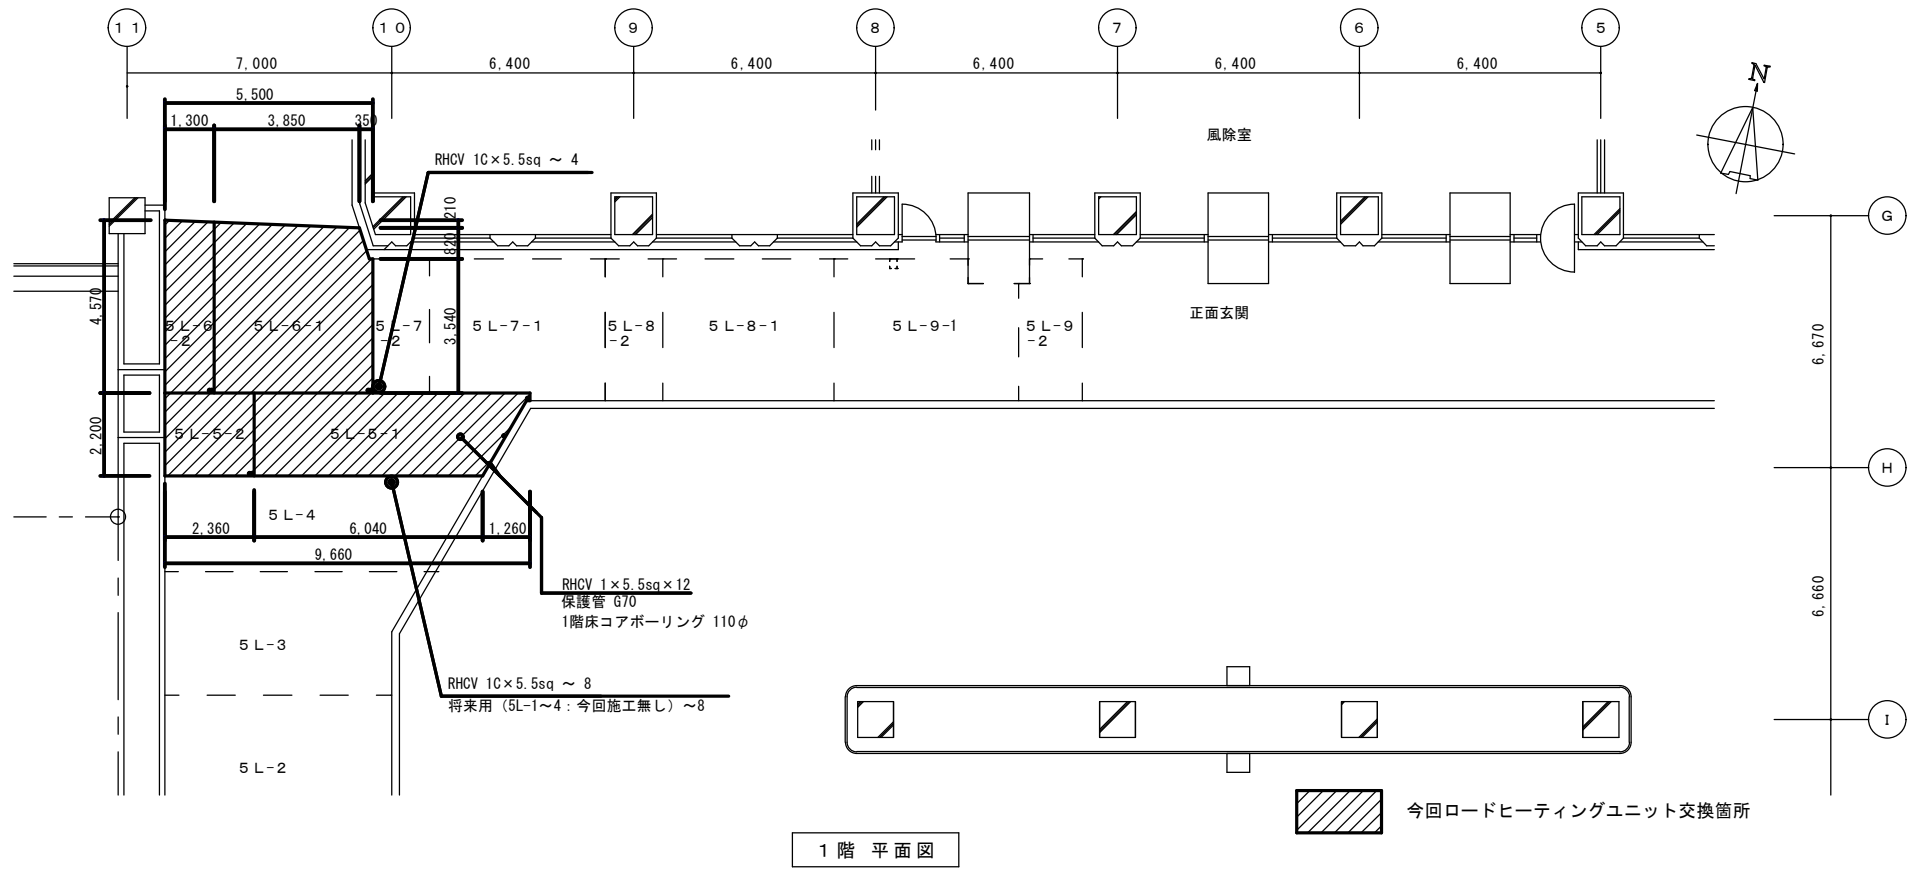 11
10
9
8
7
6
5
7,000
6,400
6,400
6,400
6,400
6,400
N
5,500
1,300
3,850
350
風除室
RHCV 1C×5.5sq ～ 4
210
820
3,540
G
4,570
5L-6
-2
5L-6-1
5L-7
-2
5L-7-1
5L-8
-2
5L-8-1
5L-9-1
5L-9
-2
正面玄関
6,670
2,200
5L-5-2
5L-5-1
H
5L-4
2,360
6,040
1,260
9,660
RHCV 1×5.5sq×12
保護管 G70
1階床コアボーリング 110φ
6,660
5L-3
RHCV 1C×5.5sq ～ 8
将来用（5L-1～4：今回施工無し）～8
I
5L-2
今回ロードヒーティングユニット交換箇所
1階 平面図